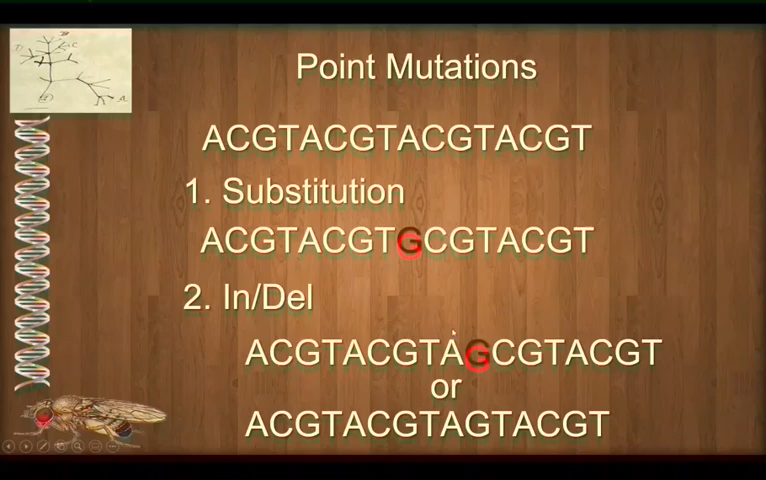 Point Mutations
ACGTACGTACGTACGT
1. Substitution
ACGTACGTGCGTACGT
2. In/Del
ACGTACGTAGCGTACGT
or
ACGTACGTAGTACGT